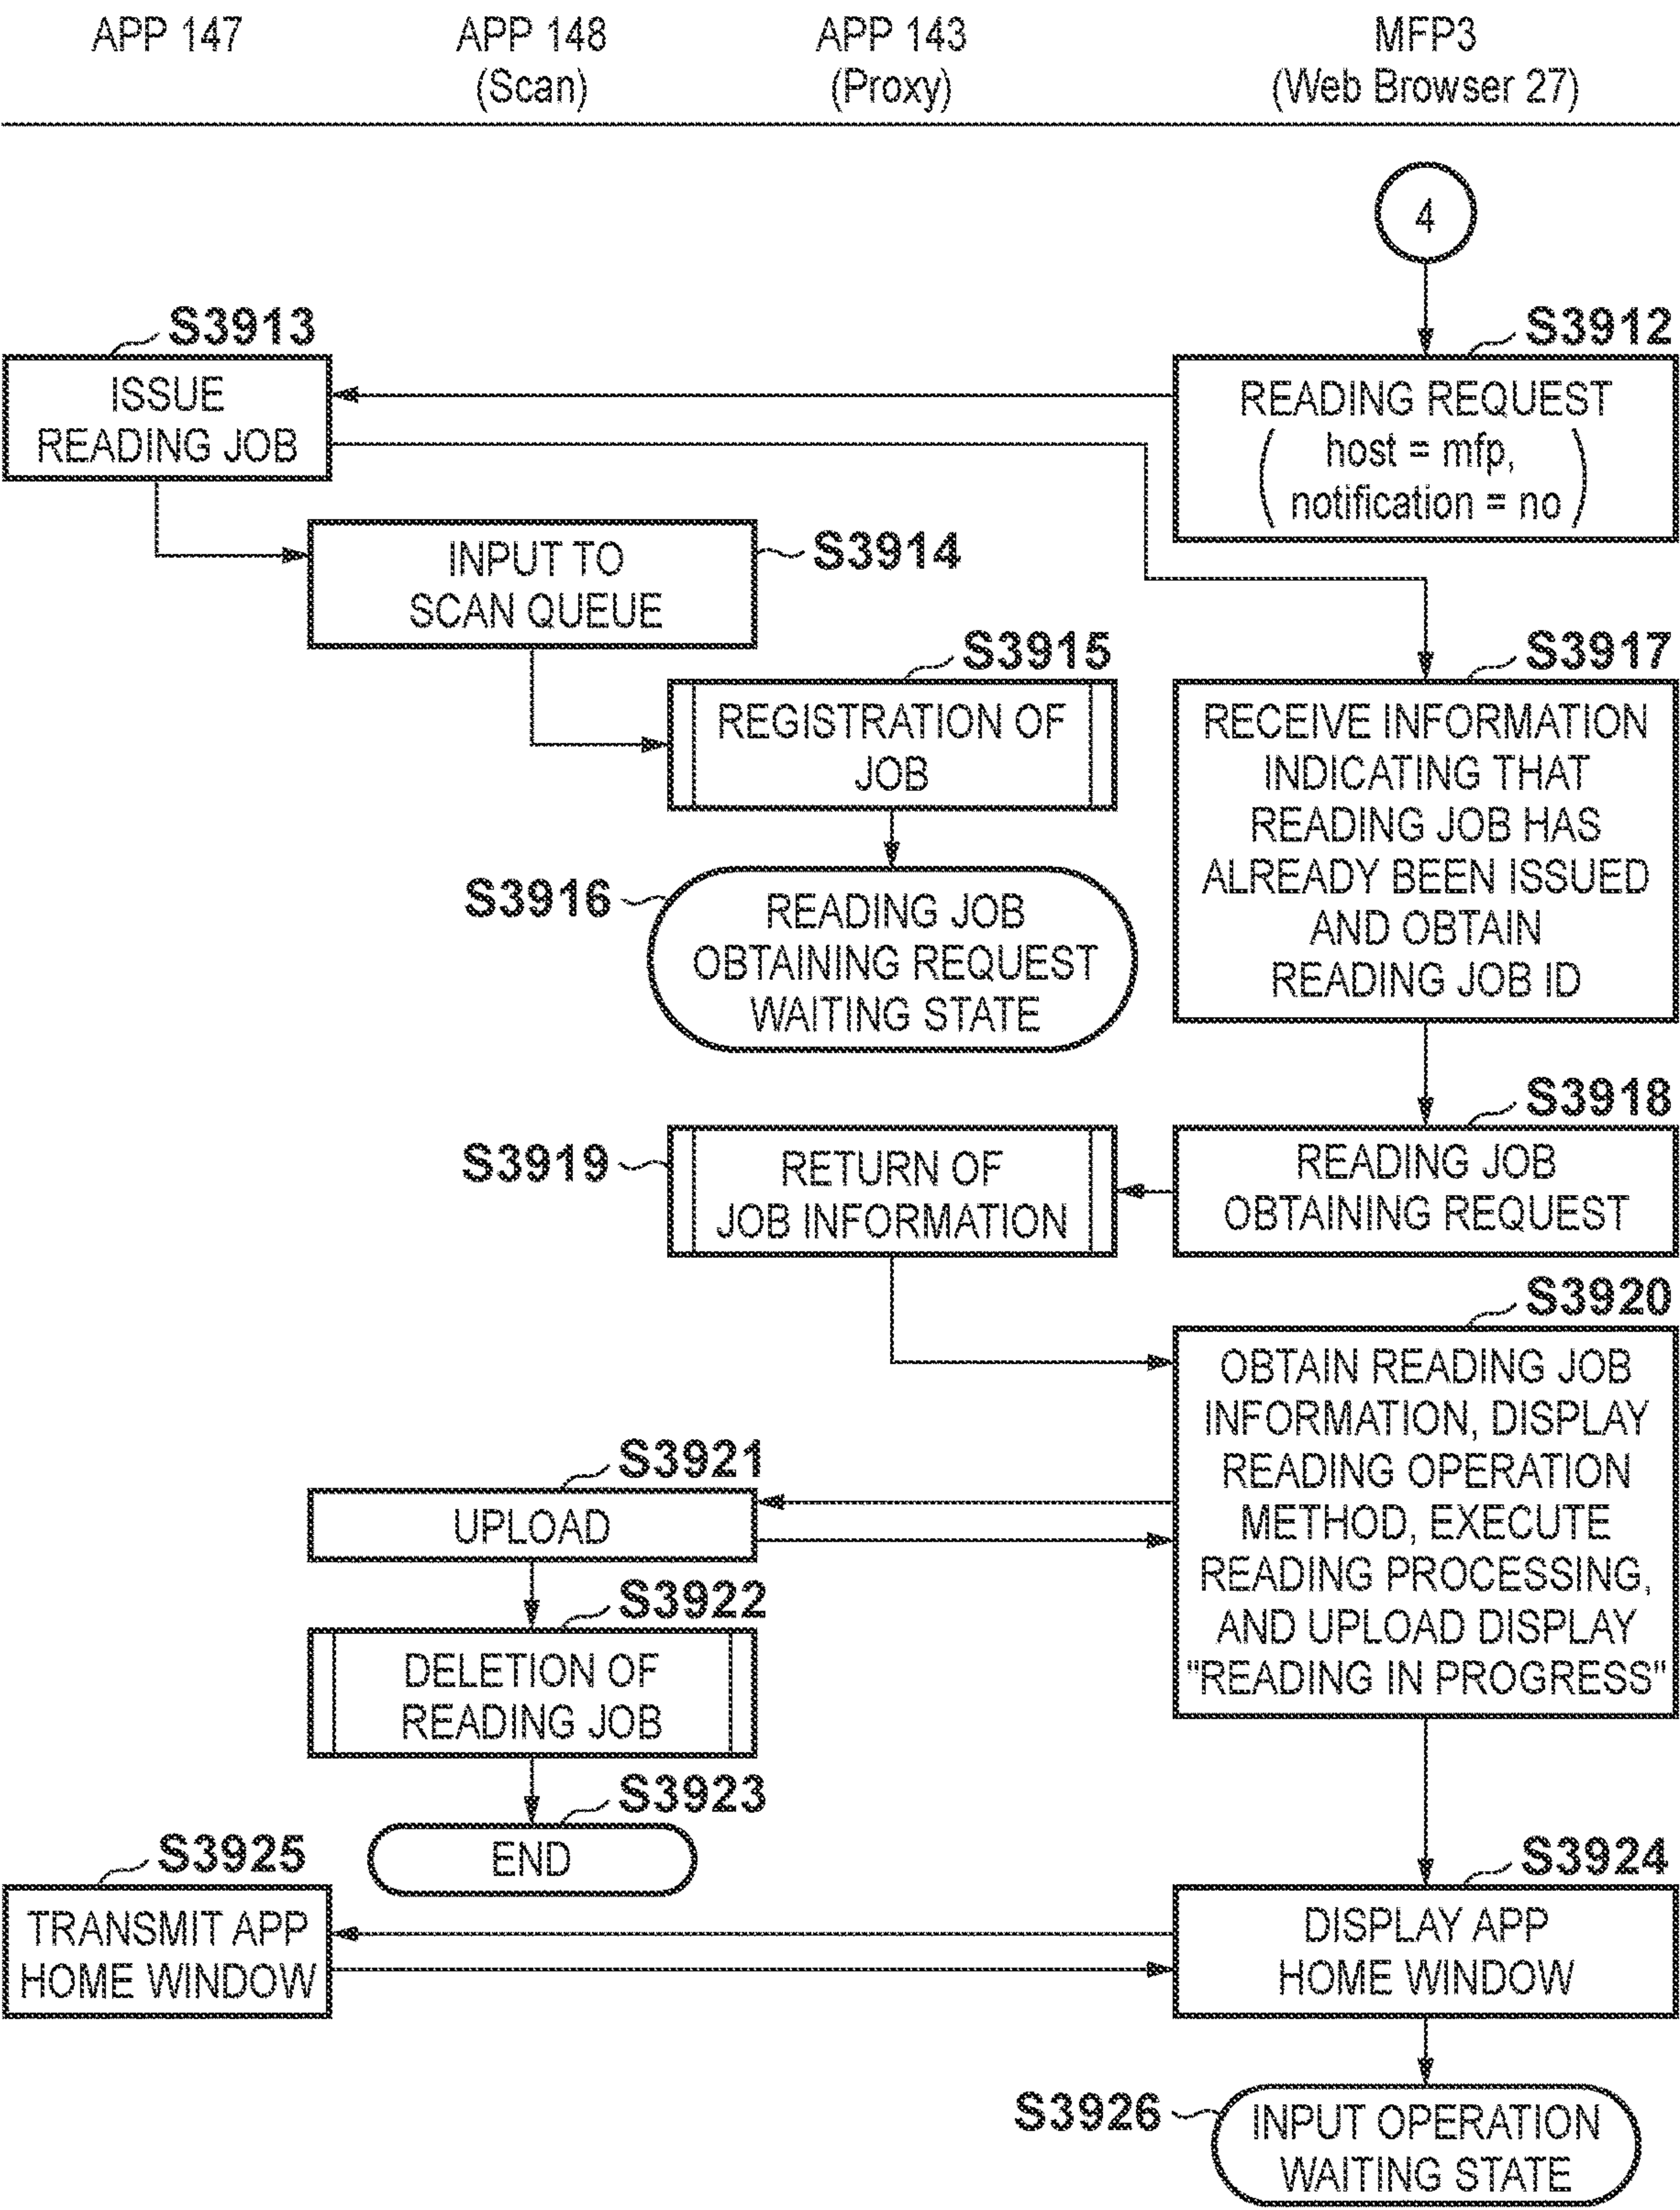 APP 147
APP 148
(Scan)
APP 143
(Proxy)
MFP3
(Web Browser 27)
4
S3913
ISSUE
READING JOB
S3912
READING REQUEST
( host = mfp,
notification = no )
S3914
INPUT TO
SCAN QUEUE
S3915
REGISTRATION OF
JOB
S3917
RECEIVE INFORMATION
INDICATING THAT
READING JOB HAS
ALREADY BEEN ISSUED
AND OBTAIN
READING JOB ID
S3916
READING JOB
OBTAINING REQUEST
WAITING STATE
S3918
READING JOB
OBTAINING REQUEST
S3919
RETURN OF
JOB INFORMATION
S3920
OBTAIN READING JOB
INFORMATION, DISPLAY
READING OPERATION
METHOD, EXECUTE
READING PROCESSING,
AND UPLOAD DISPLAY
"READING IN PROGRESS"
S3921
UPLOAD
S3922
DELETION OF
READING JOB
S3923
END
S3925
TRANSMIT APP
HOME WINDOW
S3924
DISPLAY APP
HOME WINDOW
S3926
INPUT OPERATION
WAITING STATE